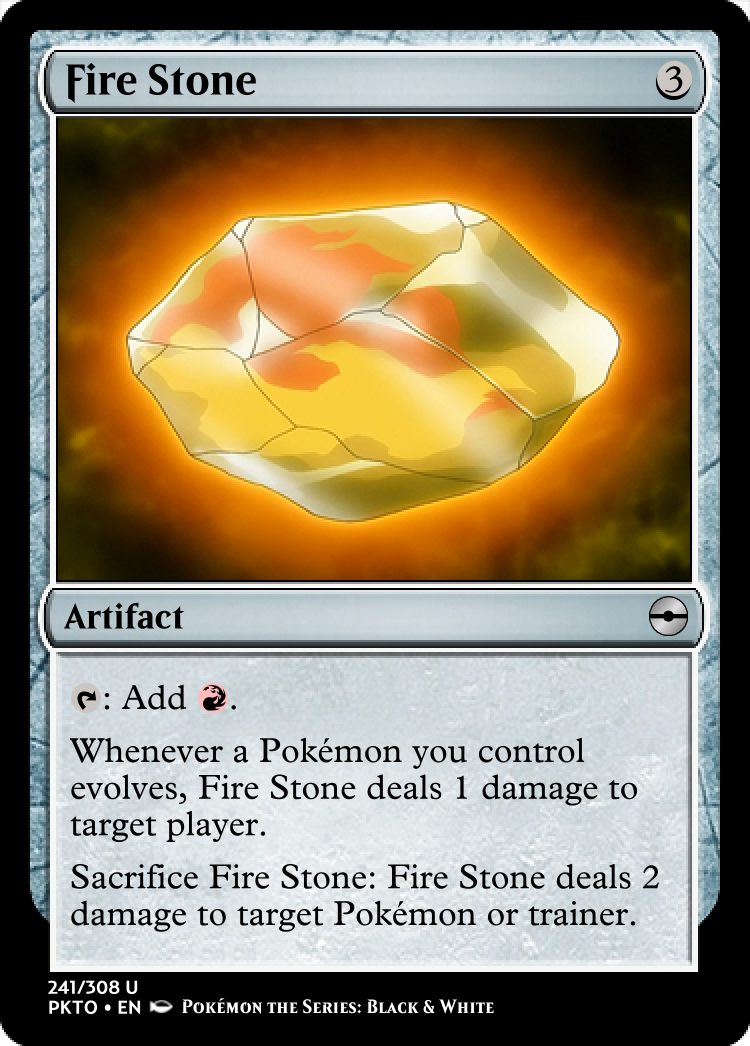 Fire Stone 3
Artifact
: Add .
Whenever a Pokémon you control
evolves, Fire Stone deals 1 damage to
target player.
Sacrifice Fire Stone: Fire Stone deals 2
damage to target Pokémon or trainer.
241/308 U
PKTO • EN Pokémon the Series: Black & White